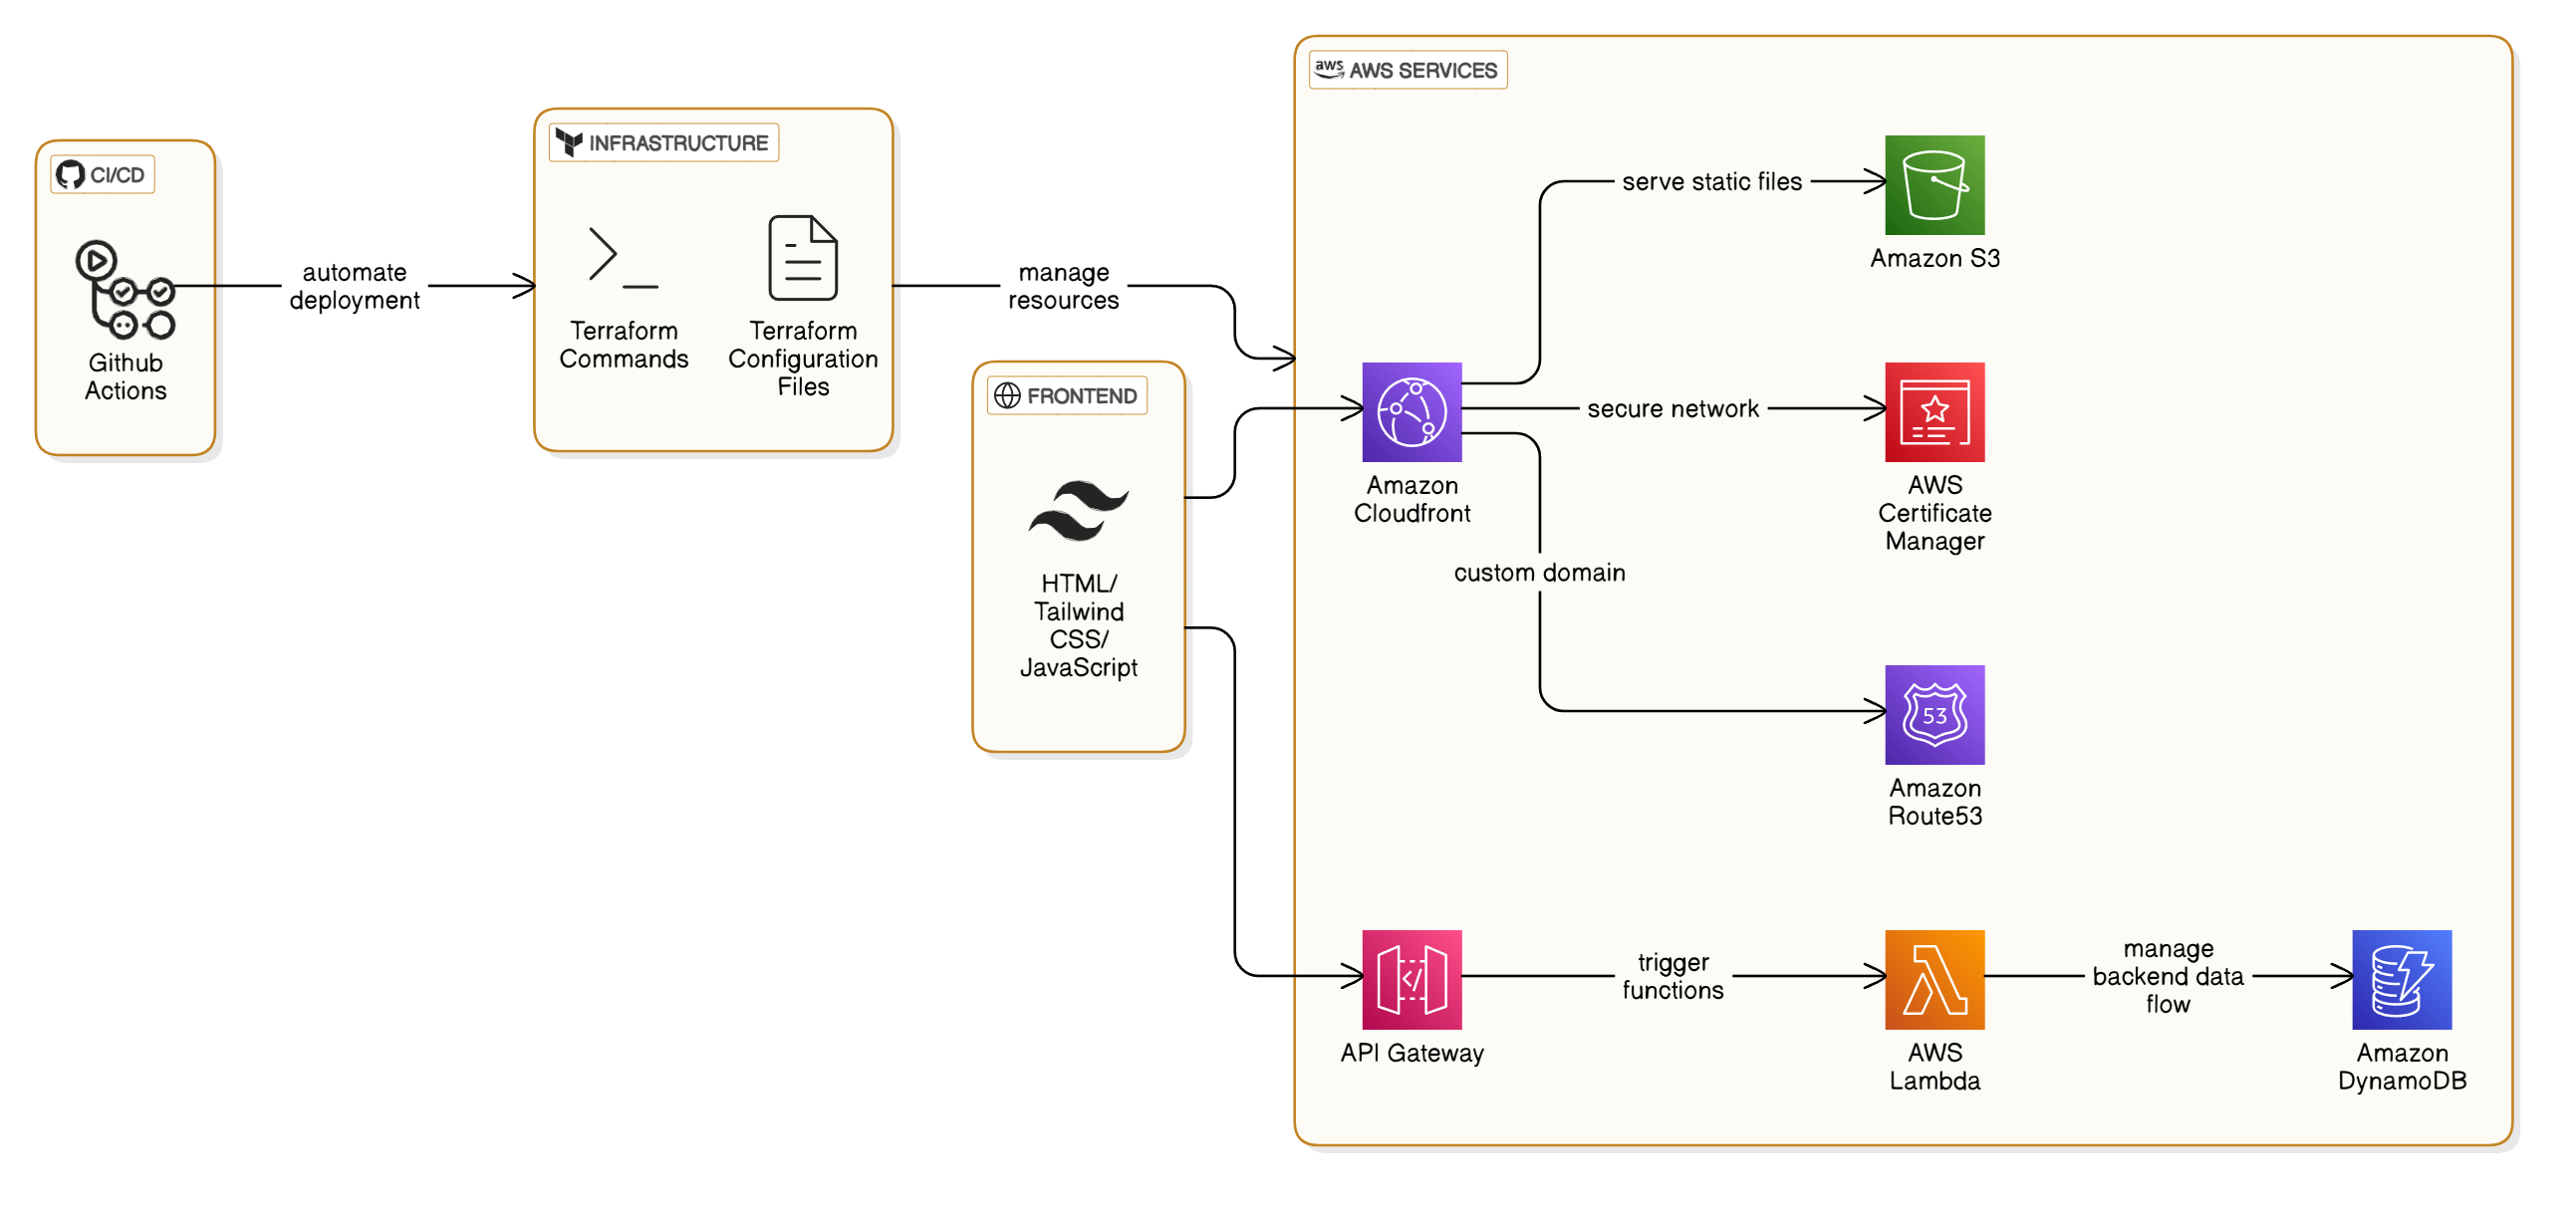 CI/CD
Github
Actions
automate
deployment
INFRASTRUCTURE
>_
Terraform
Commands
Terraform
Configuration
Files
manage
resources
FRONTEND
HTML/
Tailwind
CSS/
JavaScript
aws AWS SERVICES
serve static files
Amazon S3
Amazon
Cloudfront
secure network
AWS
Certificate
Manager
custom domain
53
Amazon
Route53
</>
API Gateway
trigger
functions
AWS
Lambda
manage
backend data
flow
Amazon
DynamoDB